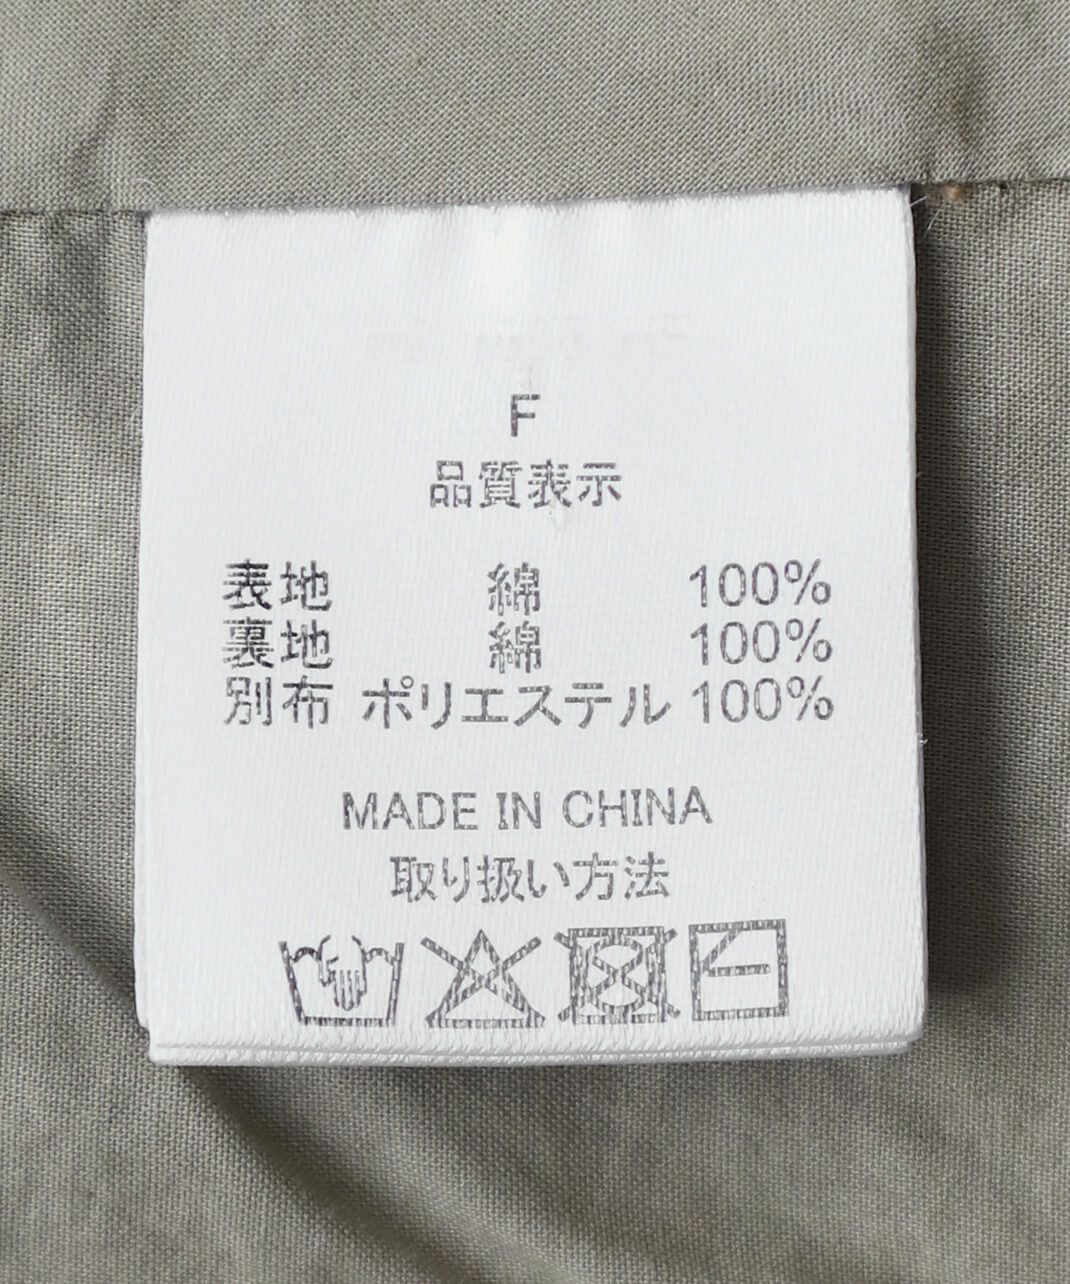 F
品質表示
表地 綿 100%
裏地 綿 100%
別布 ポリエステル 100%
MADE IN CHINA
取り扱い方法